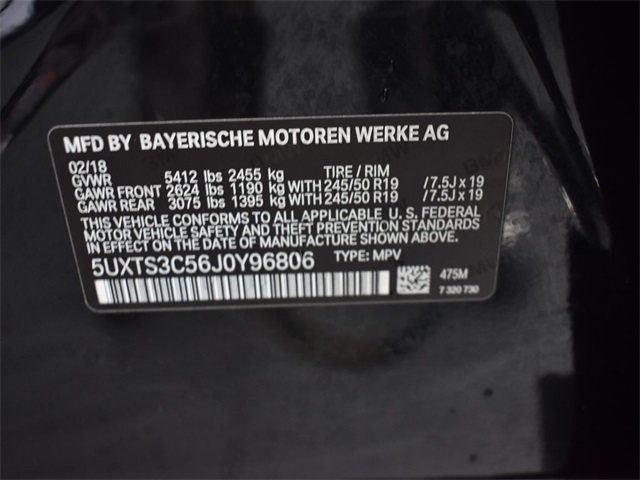 MFD BY BAYERISCHE MOTOREN WERKE AG
02/18
GVWR 5412 lbs 2455 kg TIRE / RIM
GAWR FRONT 2624 lbs 1190 kg WITH 245/50 R19 /7.5J x 19
GAWR REAR 3075 lbs 1395 kg WITH 245/50 R19 /7.5J x 19
THIS VEHICLE CONFORMS TO ALL APPLICABLE U. S. FEDERAL
MOTOR VEHICLE SAFETY, BUMPER, AND THEFT PREVENTION STANDARDS
IN EFFECT ON THE DATE OF MANUFACTURE SHOWN ABOVE.
5UXTS3C56J0Y96806 TYPE: MPV
475M
7 320 730